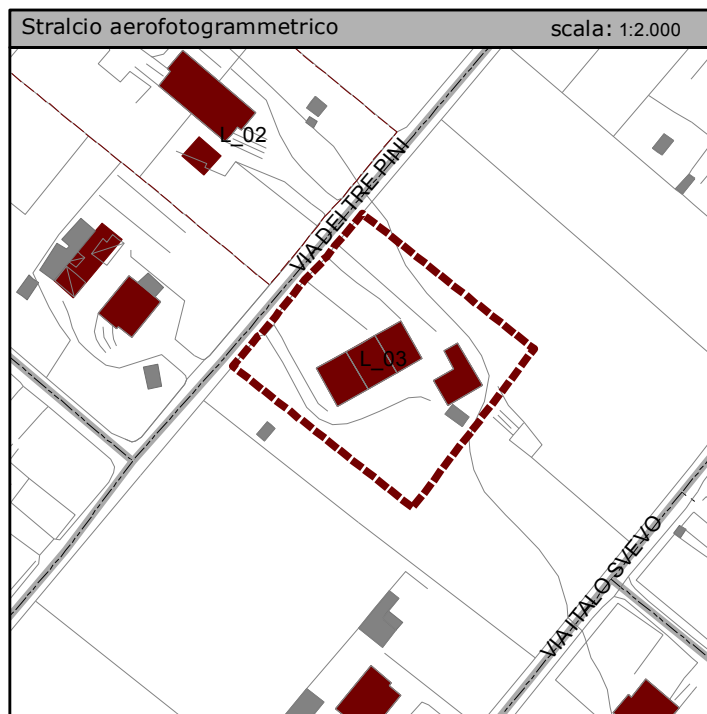 Stralcio aerofotogrammetrico scala: 1:2.000
L_02
VIA DEI TRE PINI
L_03
VIA ITALO SVEVO